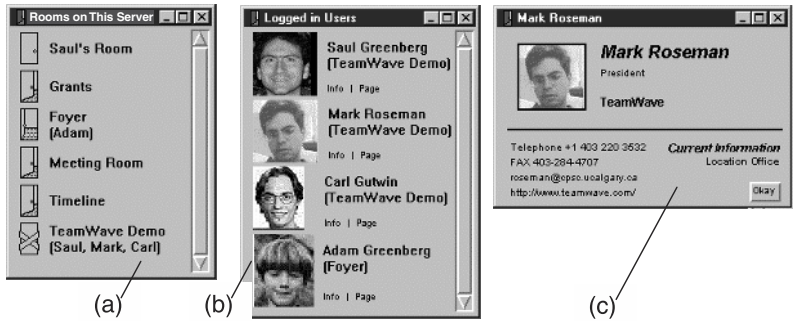 Rooms on This Server
Saul's Room
Grants
Foyer
(Adam)
Meeting Room
Timeline
TeamWave Demo
(Saul, Mark, Carl)
(a)
Logged in Users
Saul Greenberg
(TeamWave Demo)
Info | Page
Mark Roseman
(TeamWave Demo)
Info | Page
Carl Gutwin
(TeamWave Demo)
Info | Page
Adam Greenberg
(Foyer)
Info | Page
(b)
Mark Roseman
Mark Roseman
President
TeamWave
Telephone +1 403 220 3532
FAX 403-284-4707
roseman@cpsc.ucalgary.ca
http://www.teamwave.com/
Current Information
Location Office
Okay
(c)